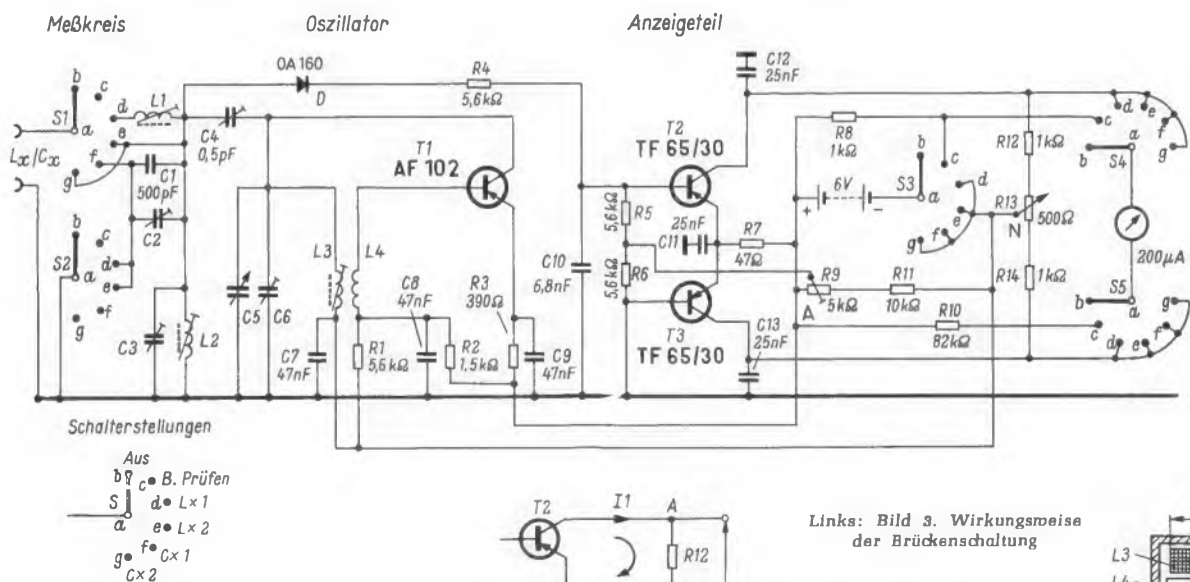 Meßkreis Oszillator Anzeigeteil
OA160
D
R4
5,6kΩ
C12
25nF
S1
b
c
d
a
e
f
g
L1
Lx/Cx
C1
500pF
C2
C4
0,5pF
T1
AF 102
T2
TF 65/30
R8
1kΩ
6V
+
-
S3
b
c
a
d
e
f
g
R12
1kΩ
R13
500Ω
N
R14
1kΩ
c
d
e
f
g
b
a
S4
200µA
S5
b
a
c
d
e
f
g
S2
b
c
a
d
e
f
g
C3
L2
C5
C6
L3
L4
C7
47nF
R1
5,6kΩ
C8
47nF
R2
1,5kΩ
R3
390Ω
C9
47nF
C10
6,8nF
R5
5,6kΩ
R6
5,6kΩ
25nF
C11
R7
47Ω
R9
5kΩ
A
R11
10kΩ
R10
82kΩ
T3
TF 65/30
C13
25nF
Schalterstellungen
Aus
b
c B. Prüfen
S
d L×1
a
e L×2
f C×1
g
C×2
T2
I1
A
R12
Links: Bild 3. Wirkungsweise
der Brückenschaltung
L3
L4